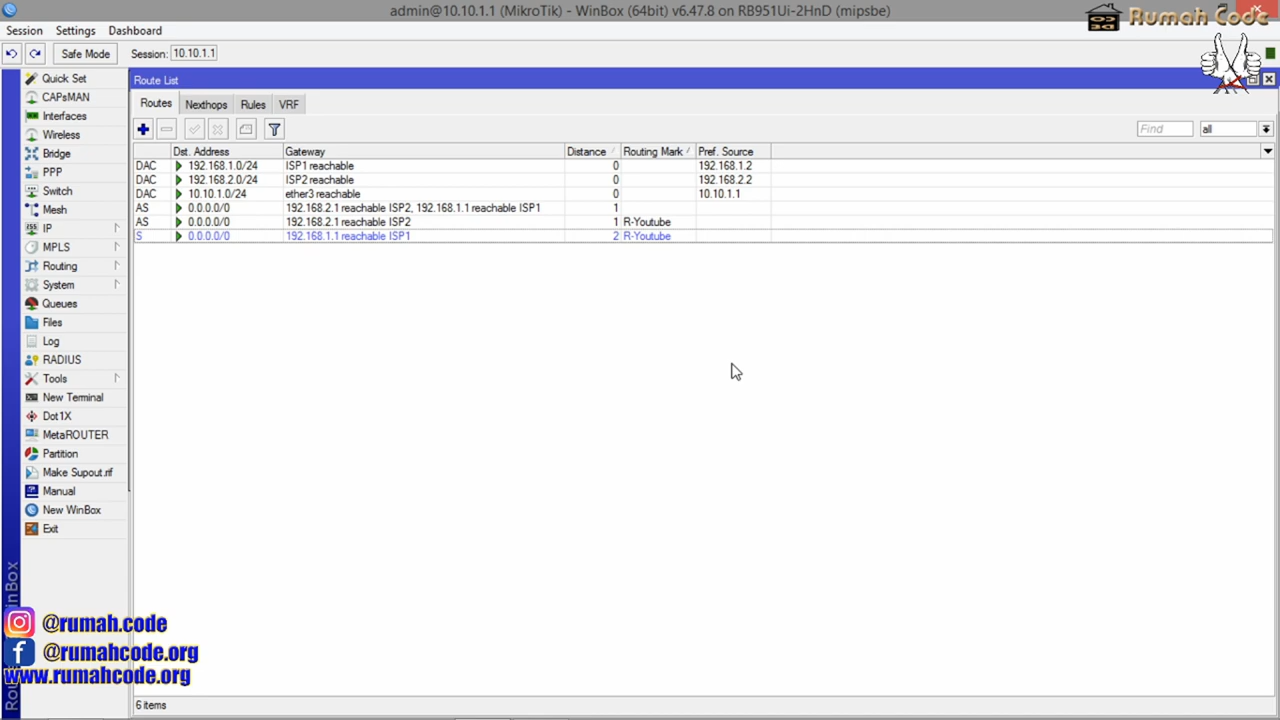 admin@10.10.1.1 (MikroTik) - WinBox (64bit) v6.47.8 on RB951Ui-2HnD (mipsbe)
Rumah Code
Session Settings Dashboard
Safe Mode Session: 10.10.1.1
Quick Set
CAPsMAN
Interfaces
Wireless
Bridge
PPP
Switch
Mesh
IP
MPLS
Routing
System
Queues
Files
Log
RADIUS
Tools
New Terminal
Dot1X
MetaROUTER
Partition
Make Supout.rif
Manual
New WinBox
Exit
Route List
Routes Nexthops Rules VRF
Find all
Dst. Address Gateway Distance Routing Mark Pref. Source
DAC 192.168.1.0/24 ISP1 reachable 0 192.168.1.2
DAC 192.168.2.0/24 ISP2 reachable 0 192.168.2.2
DAC 10.10.1.0/24 ether3 reachable 0 10.10.1.1
AS 0.0.0.0/0 192.168.2.1 reachable ISP2, 192.168.1.1 reachable ISP1 1
AS 0.0.0.0/0 192.168.2.1 reachable ISP2 1 R-Youtube
S 0.0.0.0/0 192.168.1.1 reachable ISP1 2 R-Youtube
6 items
@rumah.code
@rumahcode.org
www.rumahcode.org